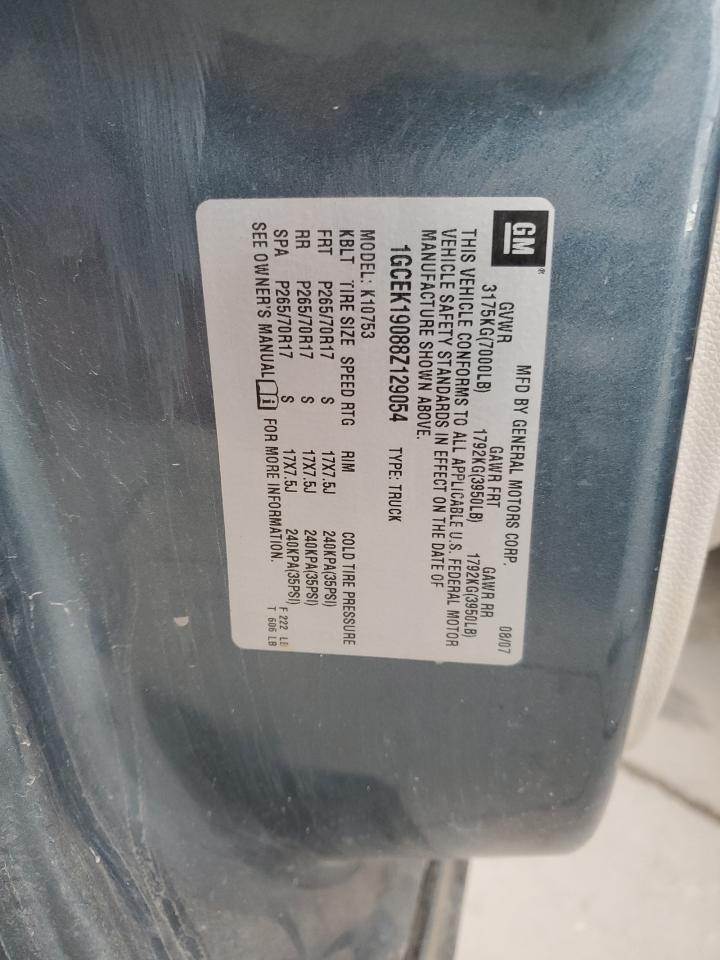 GM®
MFD BY GENERAL MOTORS CORP. 08/07
GVWR GAWR FRT GAWR RR
3175KG(7000LB) 1792KG(3950LB) 1792KG(3950LB)
THIS VEHICLE CONFORMS TO ALL APPLICABLE U.S. FEDERAL MOTOR
VEHICLE SAFETY STANDARDS IN EFFECT ON THE DATE OF
MANUFACTURE SHOWN ABOVE.
1GCEK19088Z129054 TYPE: TRUCK
MODEL: K10753
KBLT TIRE SIZE SPEED RTG RIM COLD TIRE PRESSURE
FRT P265/70R17 S 17X7.5J 240KPA(35PSI)
RR P265/70R17 S 17X7.5J 240KPA(35PSI)
SPA P265/70R17 S 17X7.5J 240KPA(35PSI)
SEE OWNER'S MANUAL i FOR MORE INFORMATION.
F 222 LB
T 606 LB